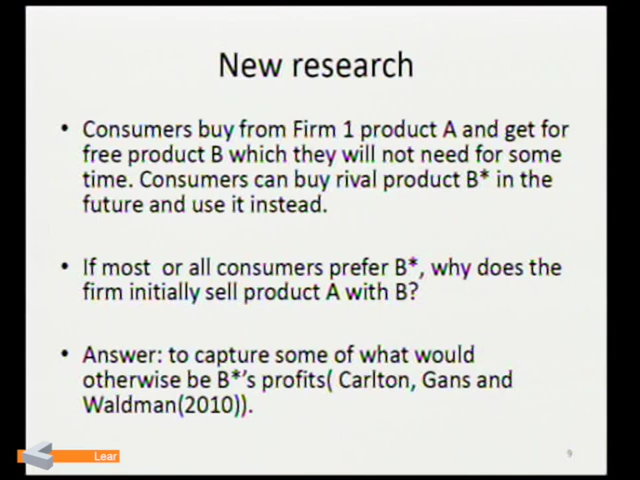 New research
• Consumers buy from Firm 1 product A and get for
free product B which they will not need for some
time. Consumers can buy rival product B* in the
future and use it instead.
• If most  or all consumers prefer B*, why does the
firm initially sell product A with B?
• Answer: to capture some of what would
otherwise be B*'s profits( Carlton, Gans and
Waldman(2010)).
Lear
9